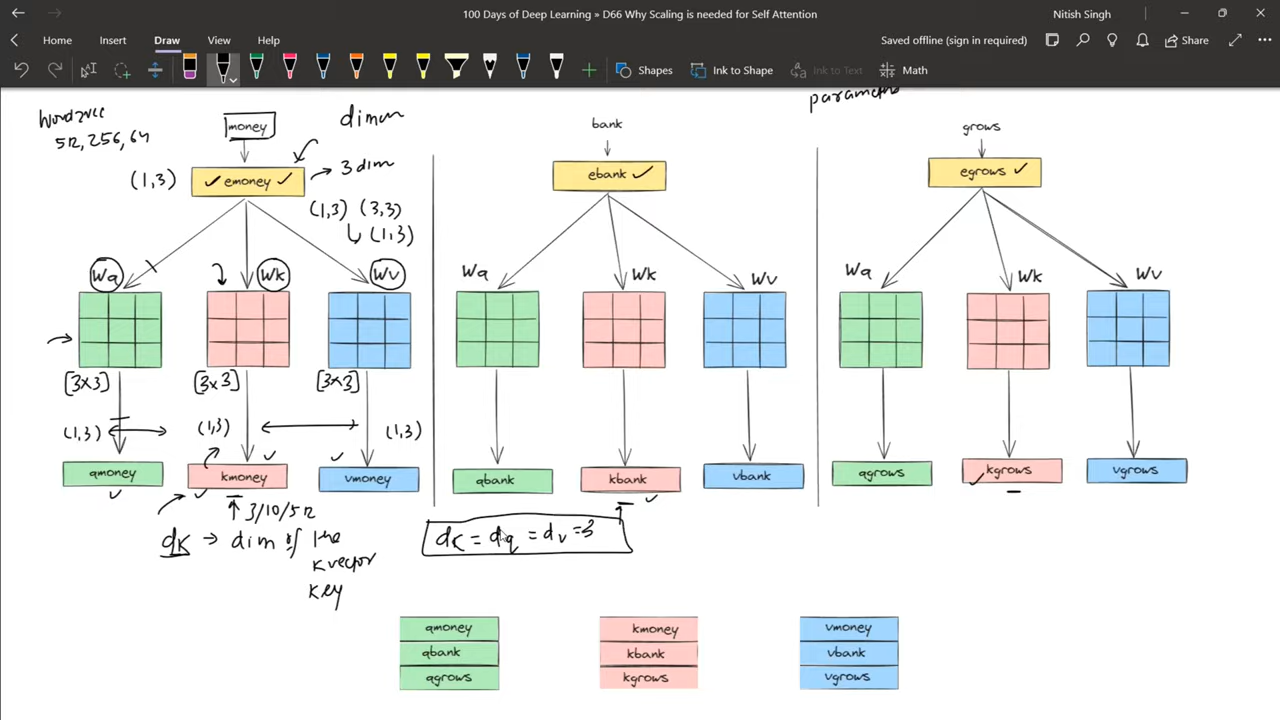 100 Days of Deep Learning » D66 Why Scaling is needed for Self Attention
Nitish Singh
Home Insert Draw View Help
Saved offline (sign in required)
Share
Shapes
Ink to Shape
Ink to Text
Math
word2vec
512, 256, 64
money
dimen
bank
grows
(1,3)
emoney
3 dim
ebank
egrows
(1,3) (3,3)
(1,3)
Wq
Wk
Wv
Wq
Wk
Wv
Wq
Wk
Wv
[3x3]
[3x3]
[3x3]
(1,3)
(1,3)
(1,3)
qmoney
kmoney
vmoney
qbank
kbank
vbank
qgrows
kgrows
vgrows
3/10/512
dk → dim of the
k vector
key
dk = dq = dv = 3
qmoney
qbank
qgrows
kmoney
kbank
kgrows
vmoney
vbank
vgrows